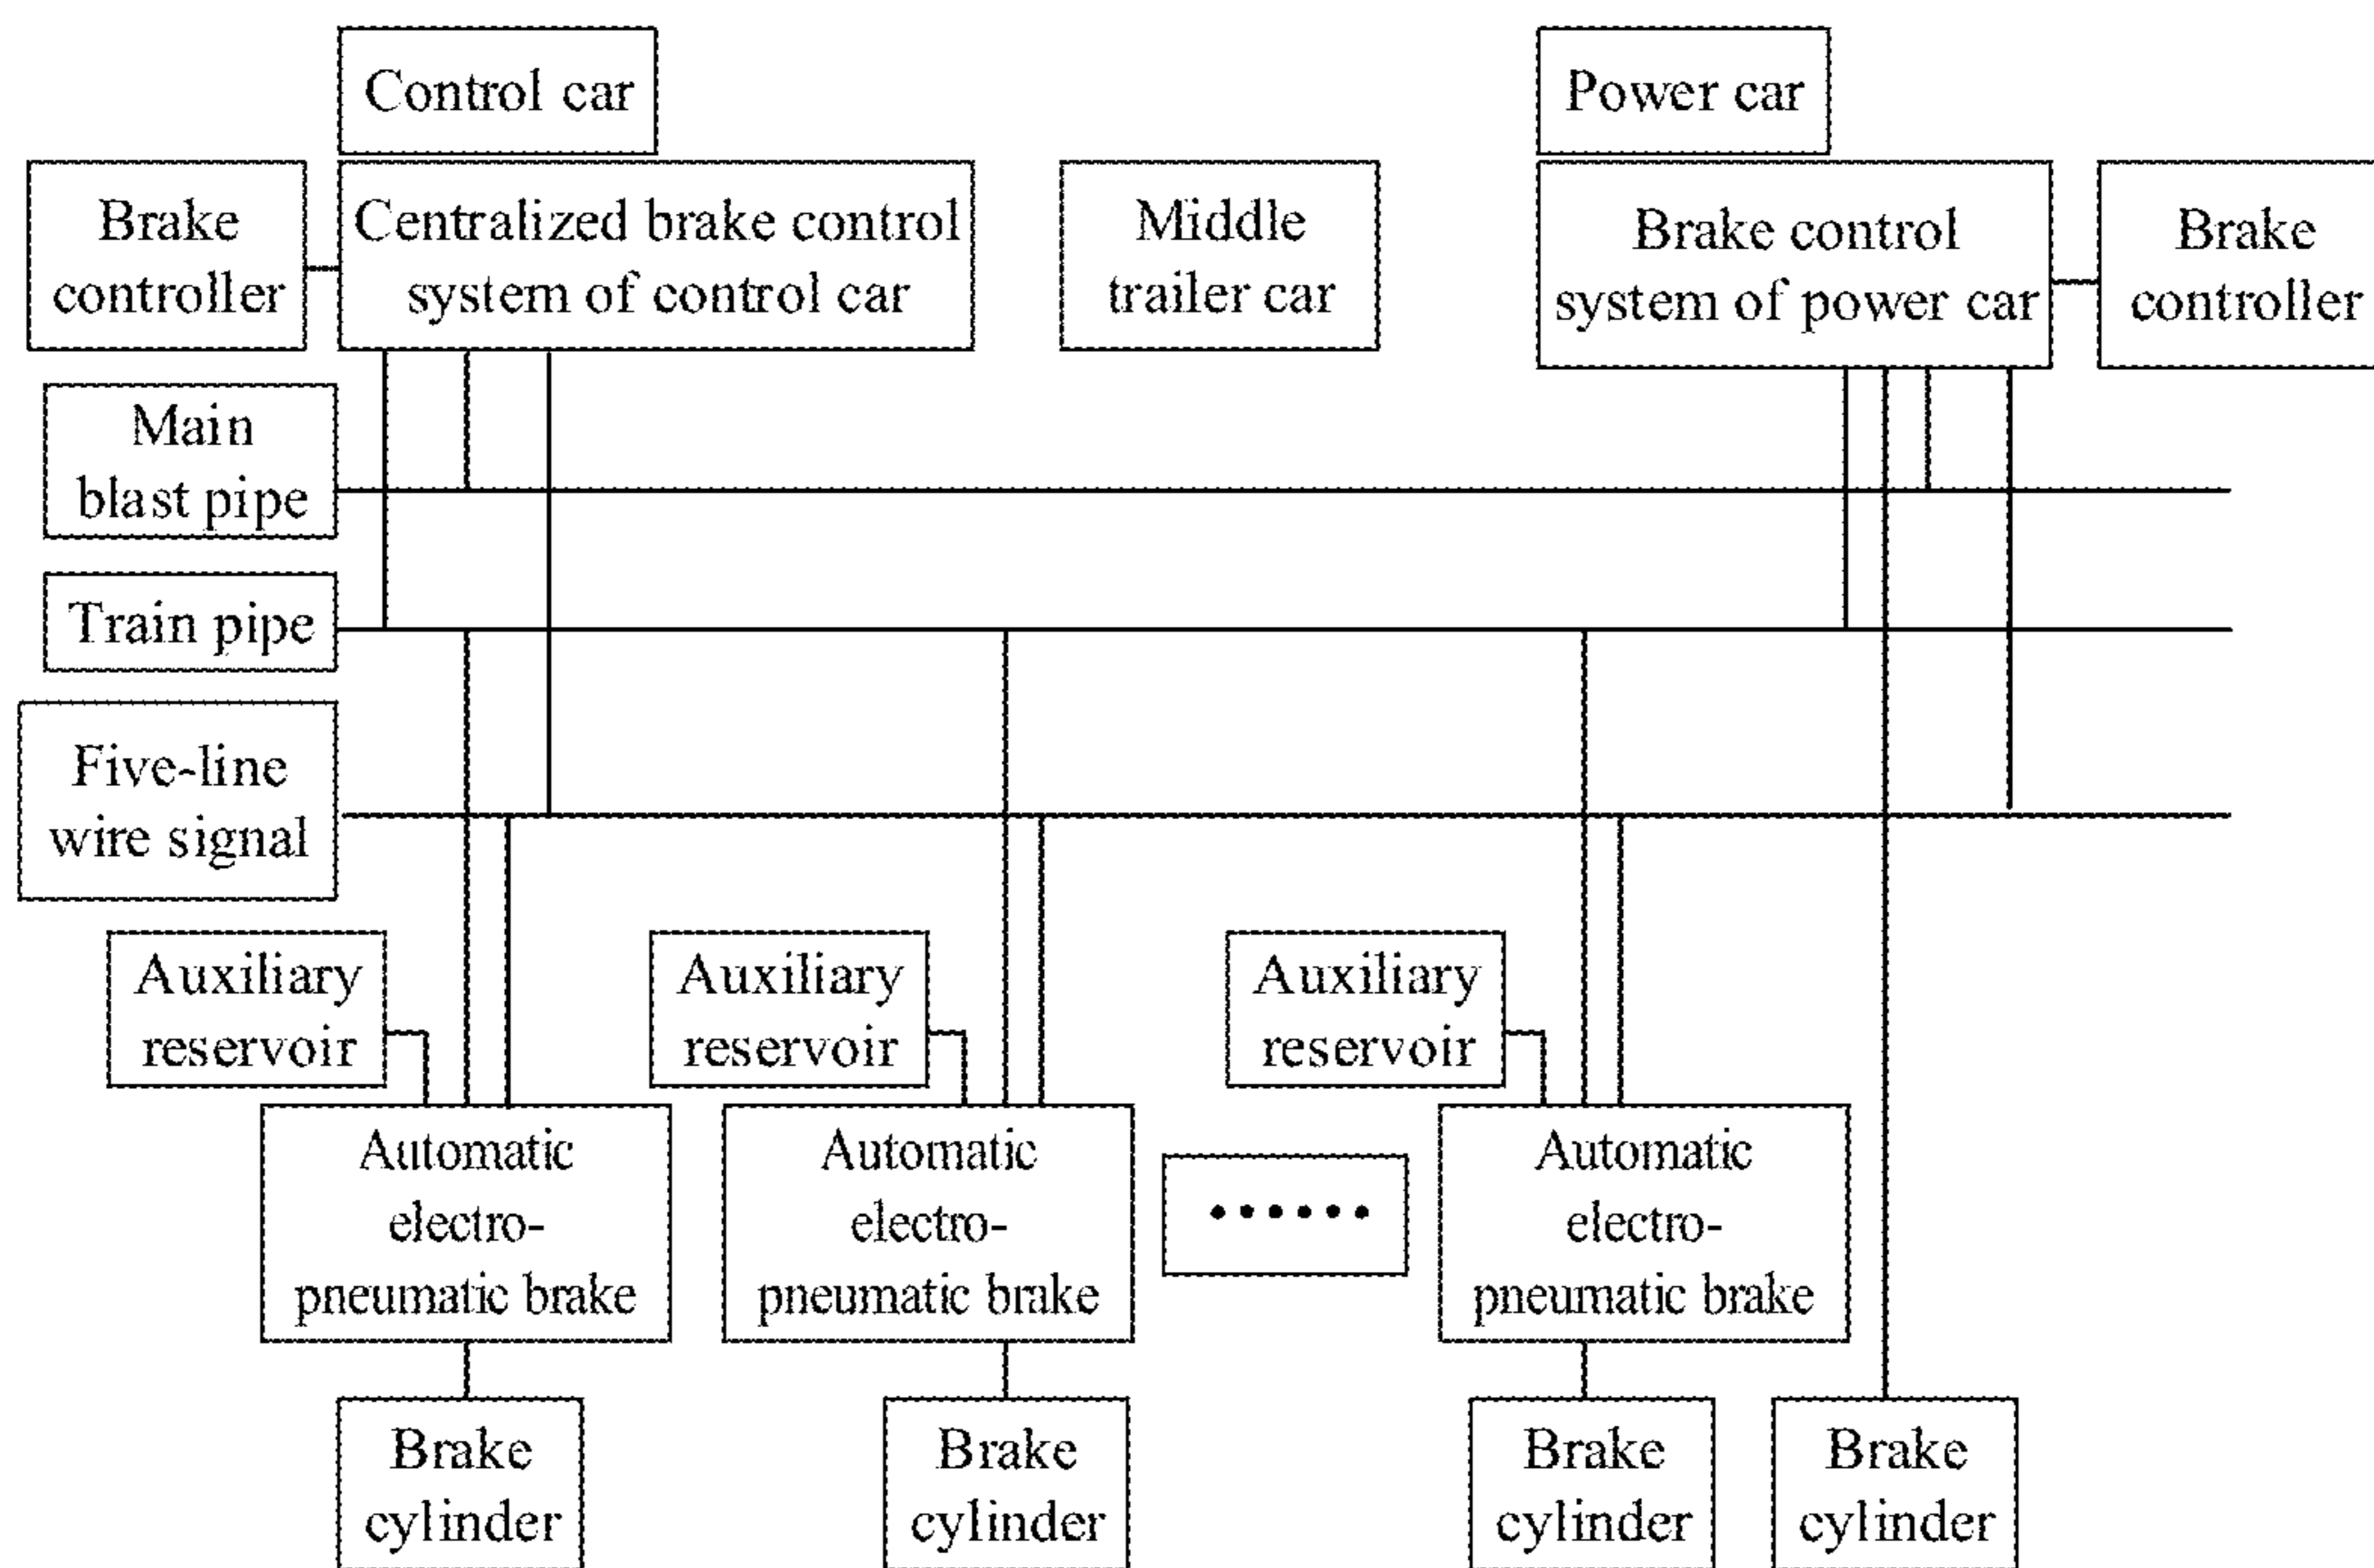 Control car
Power car
Brake
controller
Centralized brake control
system of control car
Middle
trailer car
Brake control
system of power car
Brake
controller
Main
blast pipe
Train pipe
Five-line
wire signal
Auxiliary
reservoir
Auxiliary
reservoir
Auxiliary
reservoir
Automatic
electro-
pneumatic brake
Automatic
electro-
pneumatic brake
......
Automatic
electro-
pneumatic brake
Brake
cylinder
Brake
cylinder
Brake
cylinder
Brake
cylinder